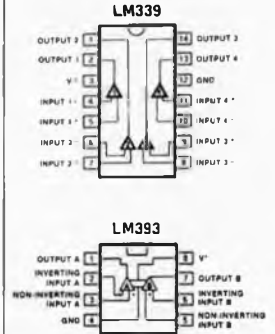 LM339
OUTPUT 2 1 14 OUTPUT 3
OUTPUT 1 2 13 OUTPUT 4
V+ 3 12 GND
INPUT 1 - 4 11 INPUT 4 +
INPUT 1 + 5 10 INPUT 4 -
INPUT 2 - 6 9 INPUT 3 +
INPUT 2 + 7 8 INPUT 3 -
LM393
OUTPUT A 1 8 V+
INVERTING INPUT A 2 7 OUTPUT B
NON-INVERTING INPUT A 3 6 INVERTING INPUT B
GND 4 5 NON-INVERTING INPUT B